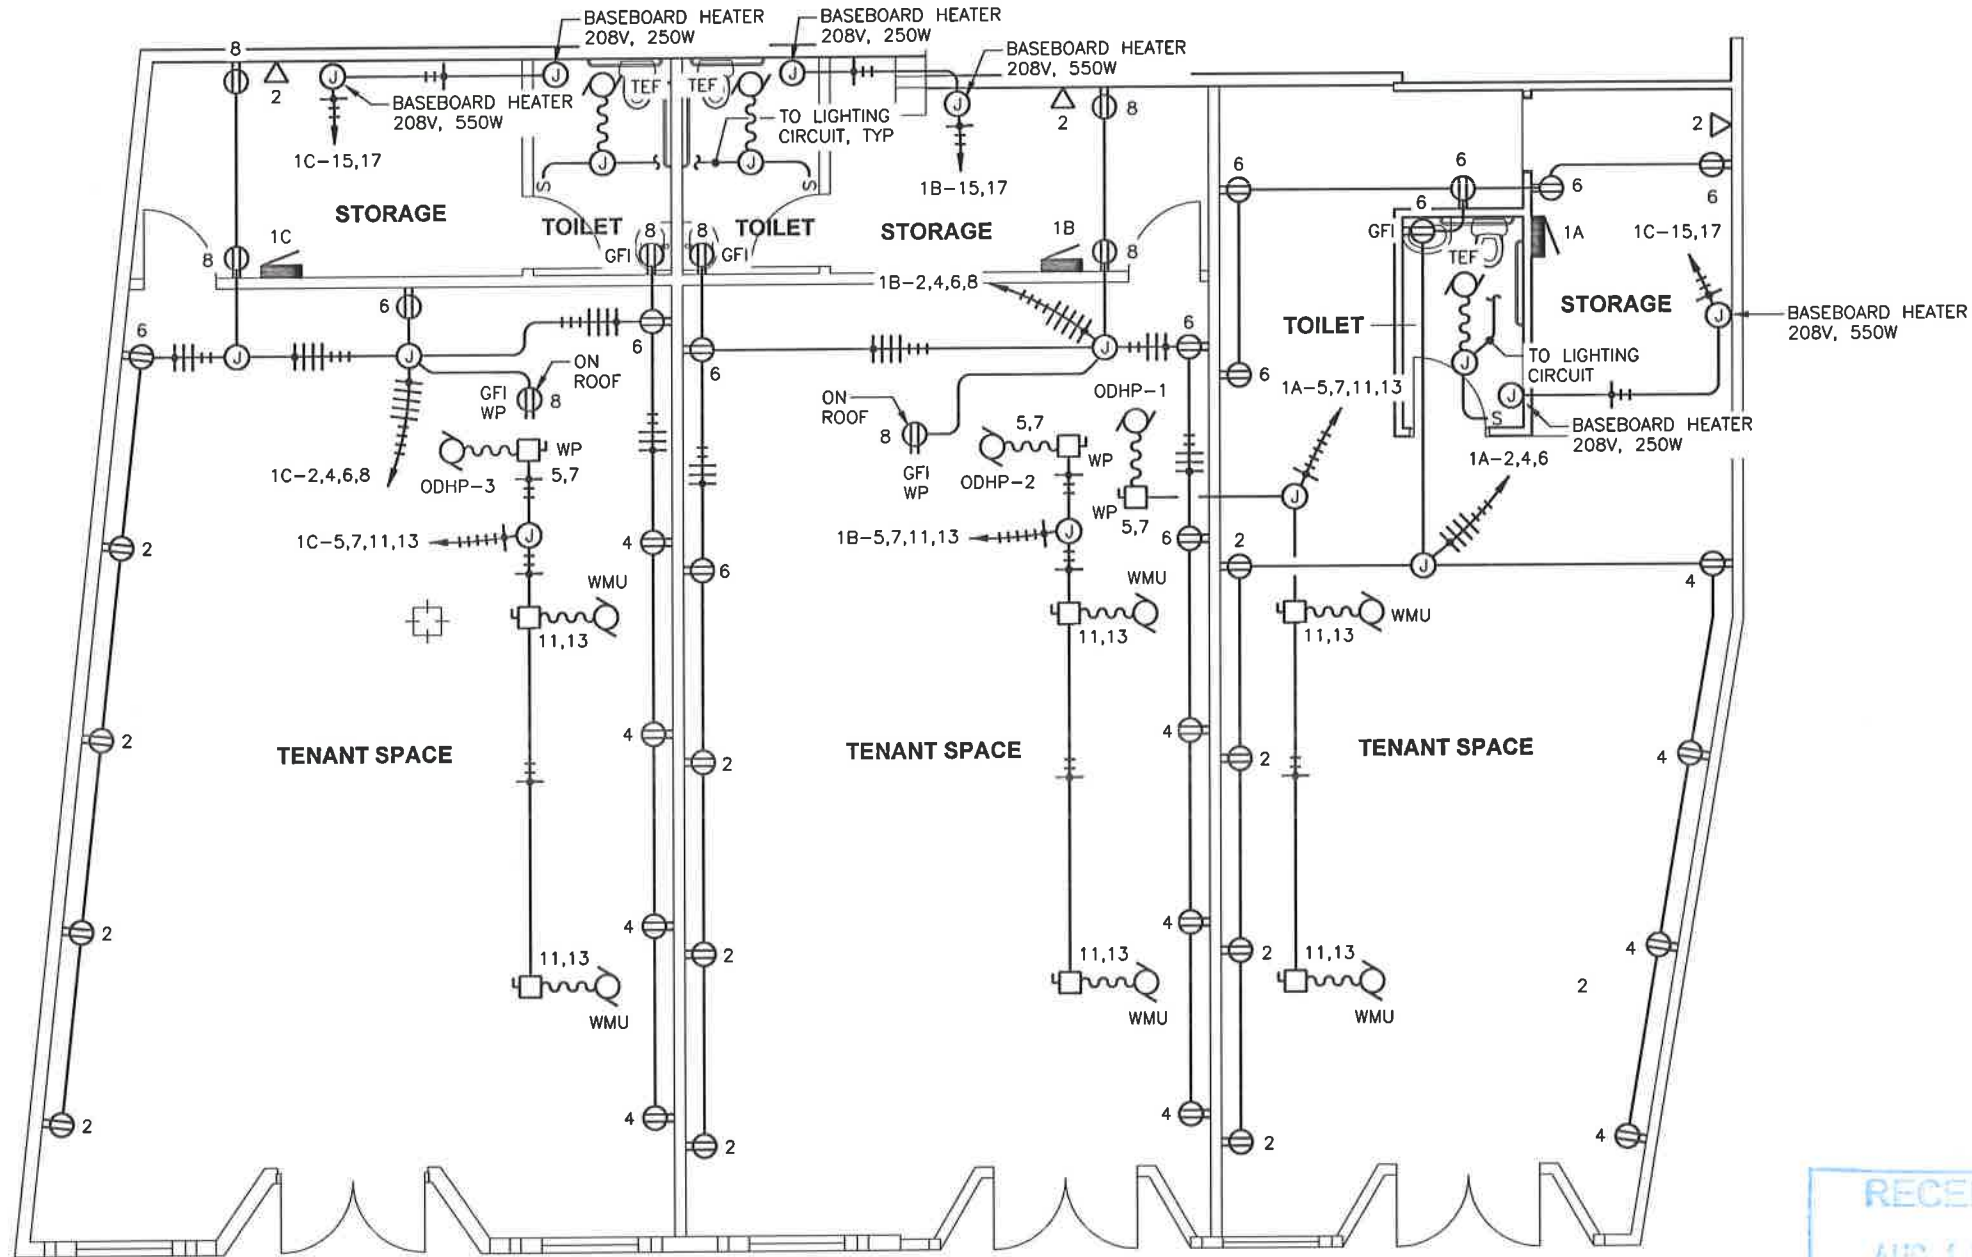 BASEBOARD HEATER
208V, 250W
BASEBOARD HEATER
208V, 250W
BASEBOARD HEATER
208V, 550W
8
2
J
J
TEF
TEF
J
BASEBOARD HEATER
208V, 550W
J
2
8
2
TO LIGHTING
CIRCUIT, TYP
1C-15,17
J
J
S
S
1B-15,17
6
6
6
6
STORAGE
TOILET
TOILET
STORAGE
6
GFI
1A
1C-15,17
8
1C
8
GFI
8
GFI
1B
8
TEF
1B-2,4,6,8
STORAGE
6
6
6
6
TOILET
J
BASEBOARD HEATER
208V, 550W
J
J
6
J
TO LIGHTING
CIRCUIT
J
ON
ROOF
GFI
WP
8
6
ODHP-1
1A-5,7,11,13
J
S
BASEBOARD HEATER
208V, 250W
ON
ROOF
8
GFI
WP
5,7
WP
ODHP-2
1A-2,4,6
1C-2,4,6,8
ODHP-3
WP
5,7
WP
5,7
J
1C-5,7,11,13
J
1B-5,7,11,13
J
2
4
6
6
2
J
4
WMU
11,13
6
WMU
11,13
WMU
11,13
2
TENANT SPACE
4
2
TENANT SPACE
4
2
TENANT SPACE
4
2
4
2
4
2
4
11,13
WMU
11,13
WMU
11,13
WMU
2
2
4
2
4
2
4
RECE